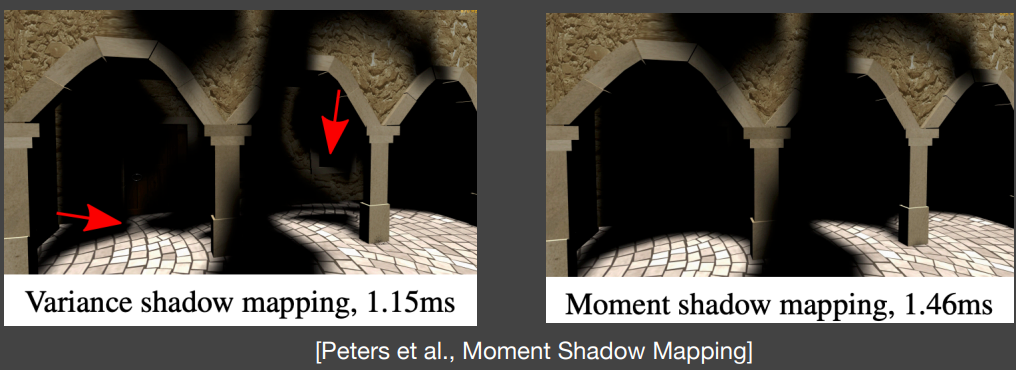 Variance shadow mapping, 1.15ms
Moment shadow mapping, 1.46ms
[Peters et al., Moment Shadow Mapping]